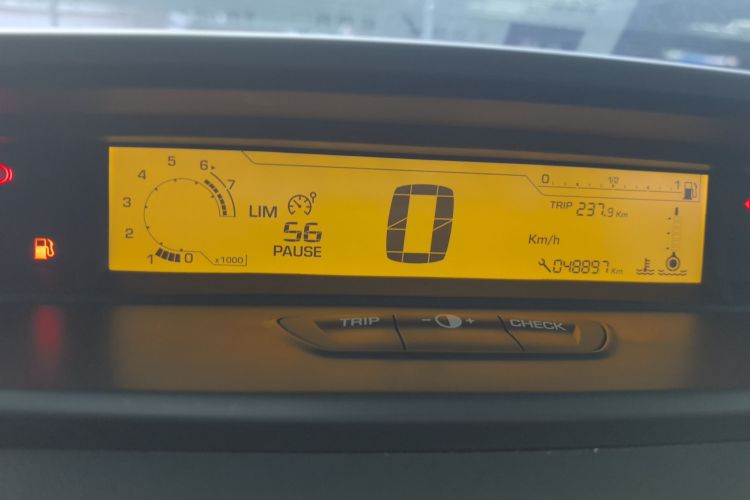 0 1/2 1
7
6
5
4
3
2
1 0 x1000
LIM
56
PAUSE
0
Km/h
TRIP 237.9 Km
048897 Km
TRIP - + CHECK